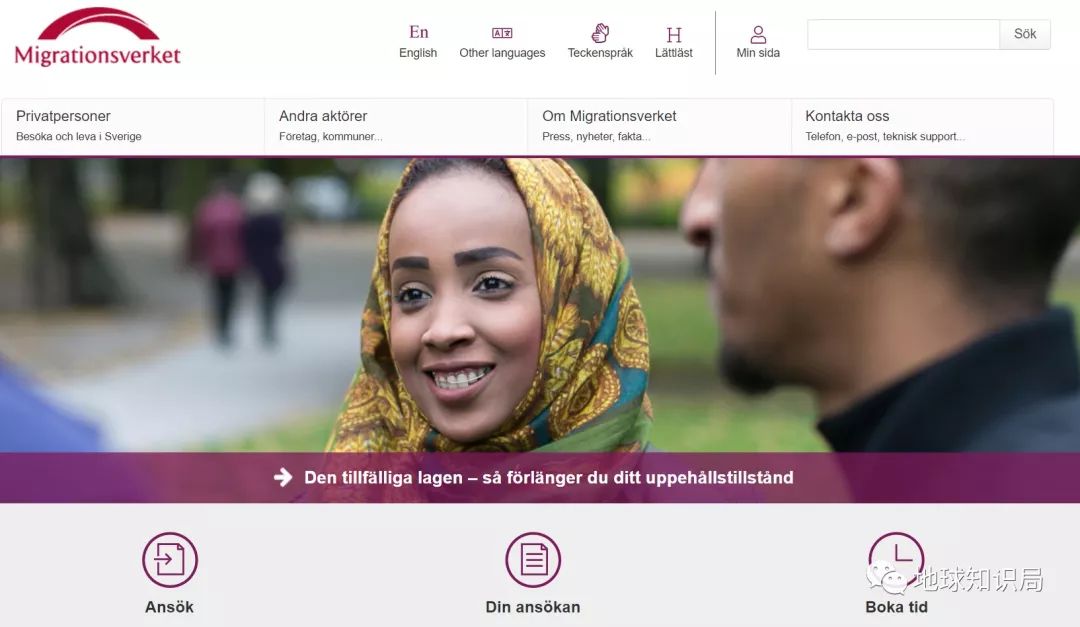 Migrationsverket
En
English
Other languages
Teckenspråk
H
Lättläst
Min sida
Sök
Privatpersoner
Besöka och leva i Sverige
Andra aktörer
Företag, kommuner...
Om Migrationsverket
Press, nyheter, fakta...
Kontakta oss
Telefon, e-post, teknisk support...
Den tillfälliga lagen – så förlänger du ditt uppehållstillstånd
Ansök
Din ansökan
Boka tid
地球知识局